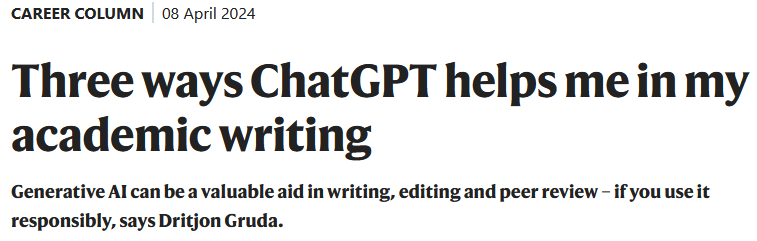 CAREER COLUMN | 08 April 2024
Three ways ChatGPT helps me in my
academic writing
Generative AI can be a valuable aid in writing, editing and peer review – if you use it
responsibly, says Dritjon Gruda.